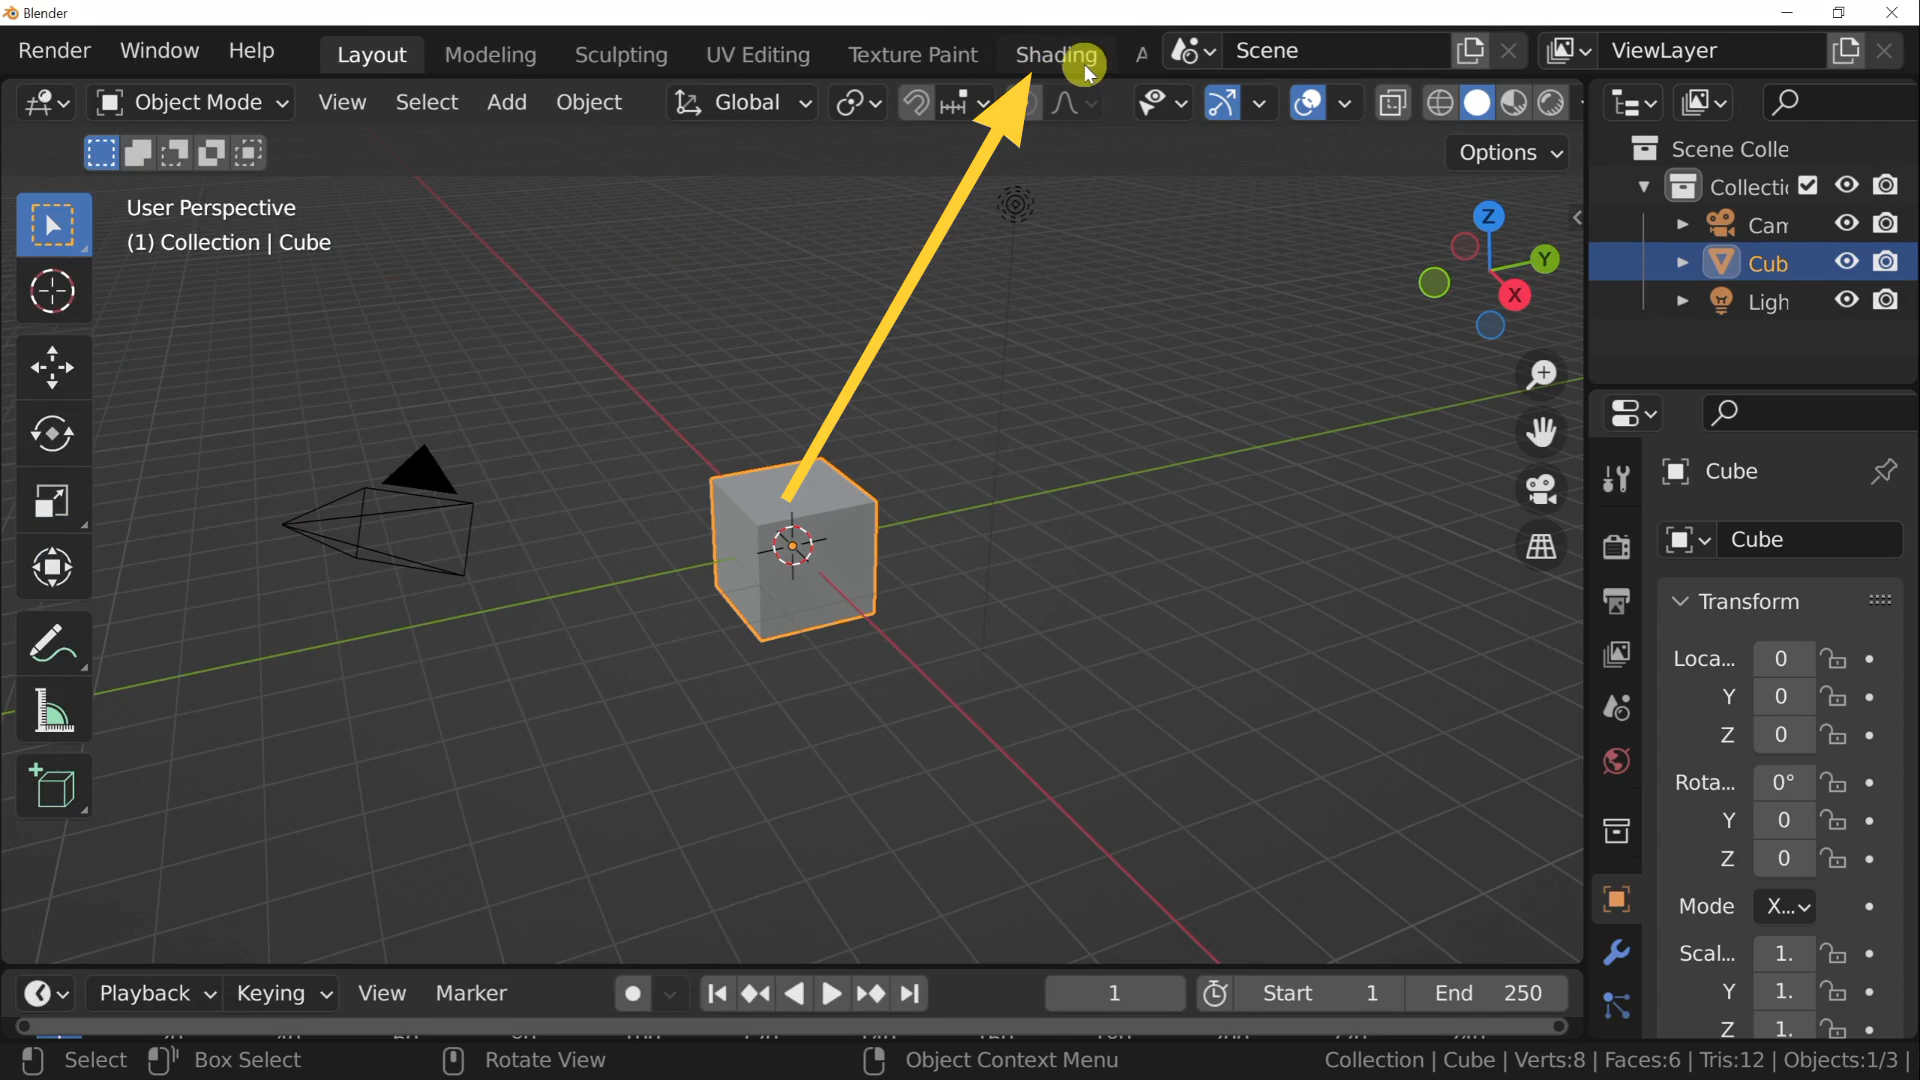 Blender
Render Window Help Layout Modeling Sculpting UV Editing Texture Paint Shading A Scene ViewLayer
Object Mode View Select Add Object Global
Options
User Perspective
(1) Collection | Cube
Z
Y
X
Scene Colle
Collectic
Cam
Cub
Ligh
Cube
Cube
Transform
Loca... 0
Y 0
Z 0
Rota... 0°
Y 0
Z 0
Mode X...
Scal... 1.
Y 1.
Z 1.
Playback Keying View Marker 1 Start 1 End 250
Select Box Select Rotate View Object Context Menu Collection | Cube | Verts:8 | Faces:6 | Tris:12 | Objects:1/3 |